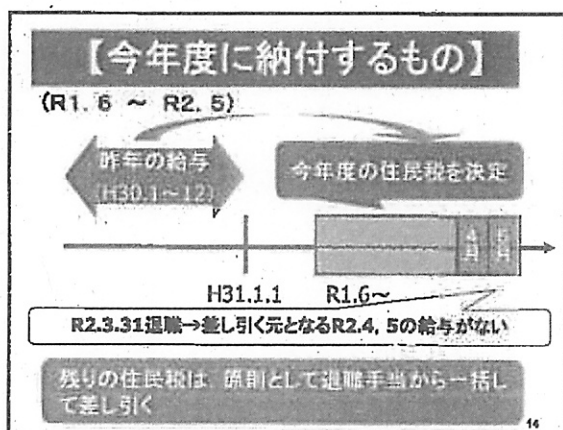 【今年度に納付するもの】
(R1.6 ～ R2.5)
昨年の給与
(H30.1～12)
今年度の住民税を決定
4月
5月
H31.1.1
R1.6～
R2.3.31退職→差し引く元となるR2.4, 5の給与がない
残りの住民税は、原則として退職手当から一括し
て差し引く
14